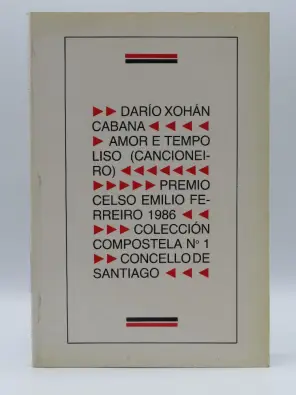 ▶ ▶ DARÍO XOHÁN
CABANA ◀ ◀ ◀ ◀
▶ AMOR E TEMPO
LISO (CANCIONEI-
RO) ◀ ◀ ◀ ◀ ◀ ◀ ◀
▶ ▶ ▶ ▶ ▶ PREMIO
CELSO EMILIO FE-
RREIRO 1986 ◀ ◀
▶ ▶ ▶ COLECCIÓN
COMPOSTELA Nº 1
▶ ▶ CONCELLO DE
SANTIAGO ◀ ◀ ◀